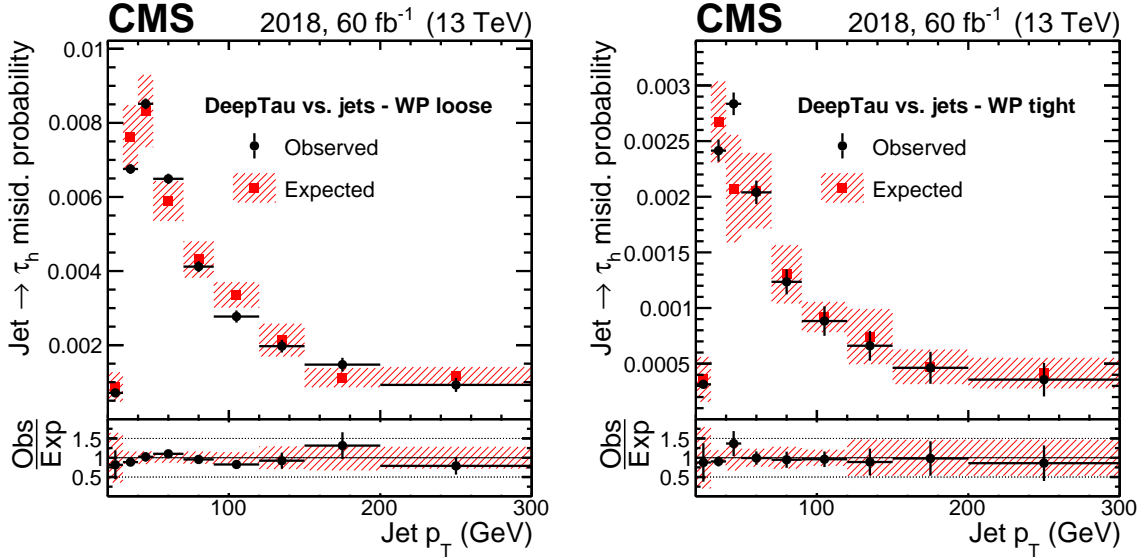 CMS 2018, 60 fb⁻¹ (13 TeV)
Jet → τh misid. probability
0.01
0.008
0.006
0.004
0.002
DeepTau vs. jets - WP loose
Observed
Expected
Obs
Exp
1.5
1
0.5
100 200 300
Jet pT (GeV)
CMS 2018, 60 fb⁻¹ (13 TeV)
Jet → τh misid. probability
0.003
0.0025
0.002
0.0015
0.001
0.0005
DeepTau vs. jets - WP tight
Observed
Expected
Obs
Exp
1.5
1
0.5
100 200 300
Jet pT (GeV)